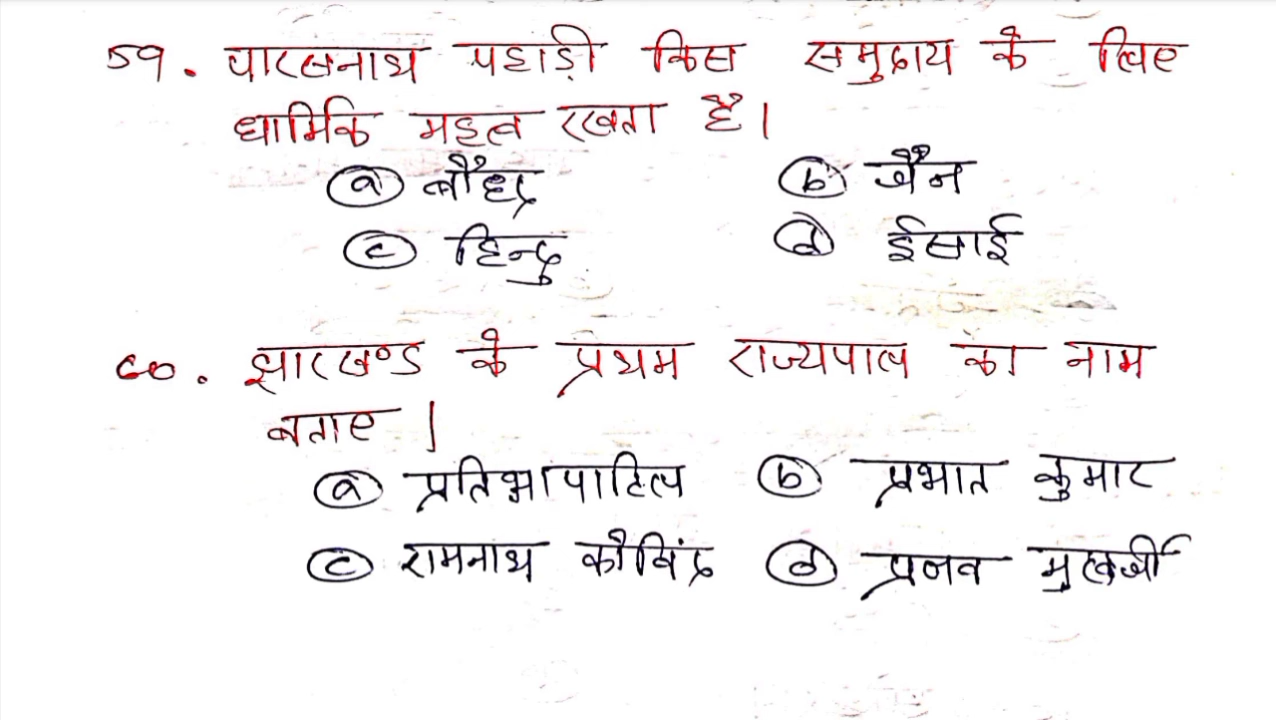 59. पारसनाथ पहाड़ी किस समुदाय के लिए
धार्मिक महत्व रखता है।
(a) बौद्ध (b) जैन
(c) हिन्दु (d) ईसाई
60. झारखण्ड के प्रथम राज्यपाल का नाम
बताए।
(a) प्रतिभा पाटिल (b) प्रभात कुमार
(c) रामनाथ कोविंद (d) प्रनव मुखर्जी